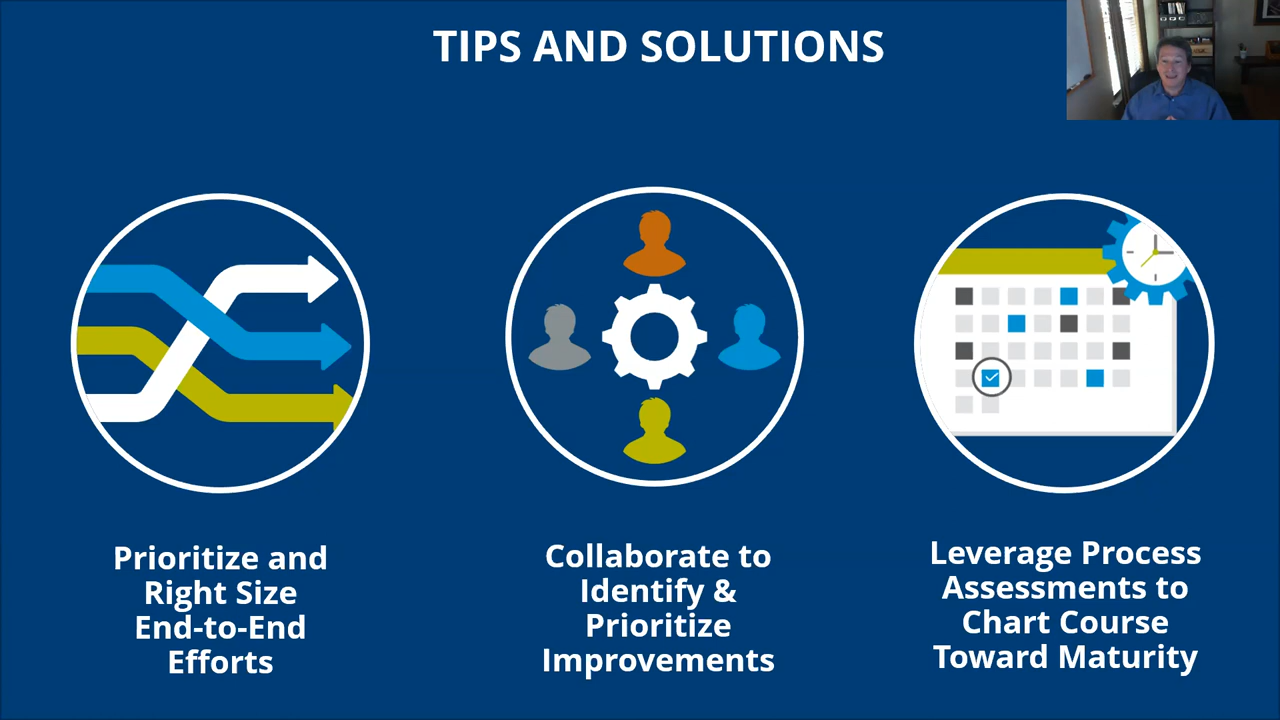 TIPS AND SOLUTIONS
Prioritize and
Right Size
End-to-End
Efforts
Collaborate to
Identify &
Prioritize
Improvements
Leverage Process
Assessments to
Chart Course
Toward Maturity